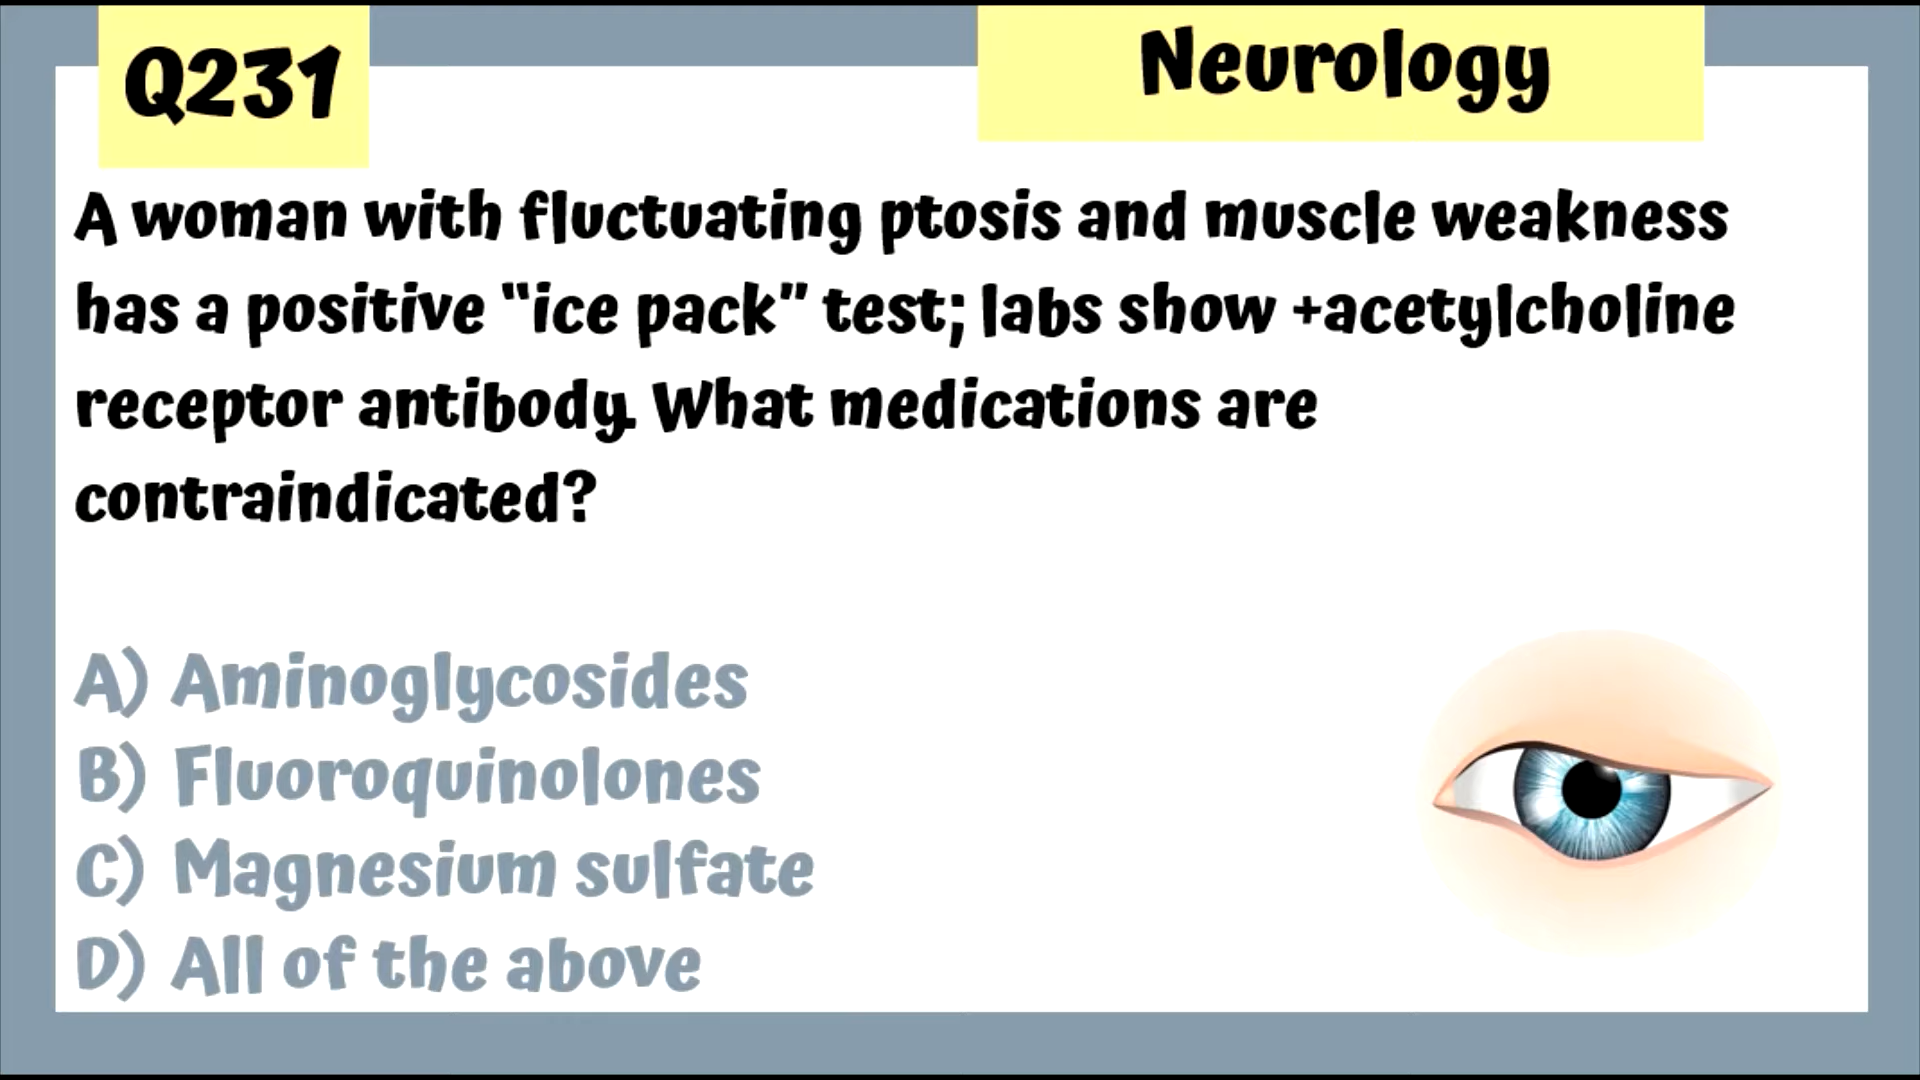 Q231
Neurology
A woman with fluctuating ptosis and muscle weakness
has a positive "ice pack" test; labs show +acetylcholine
receptor antibody. What medications are
contraindicated?
A) Aminoglycosides
B) Fluoroquinolones
C) Magnesium sulfate
D) All of the above